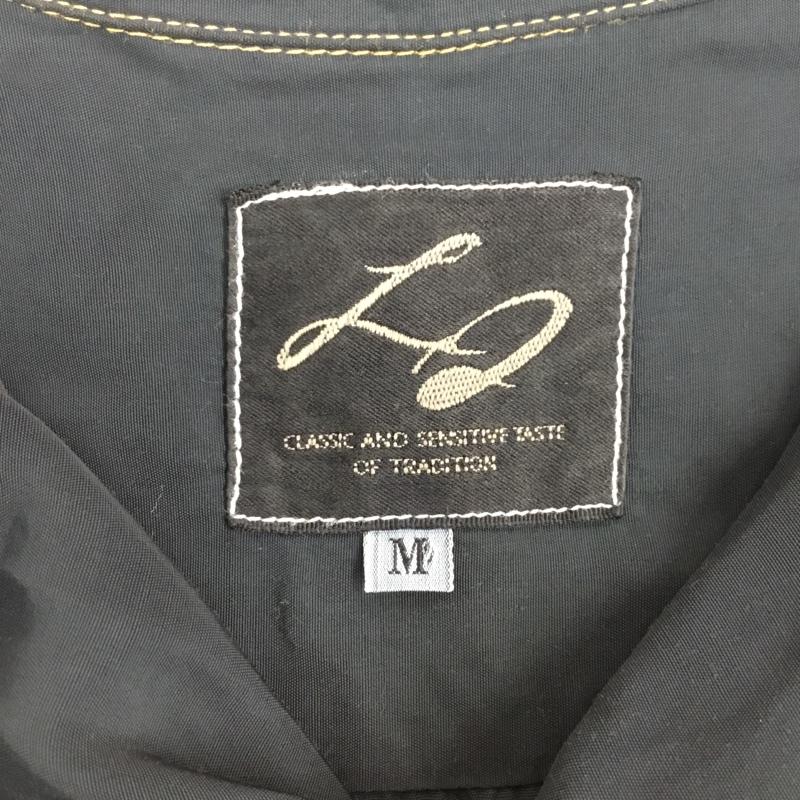 CLASSIC AND SENSITIVE TASTE
OF TRADITION
M